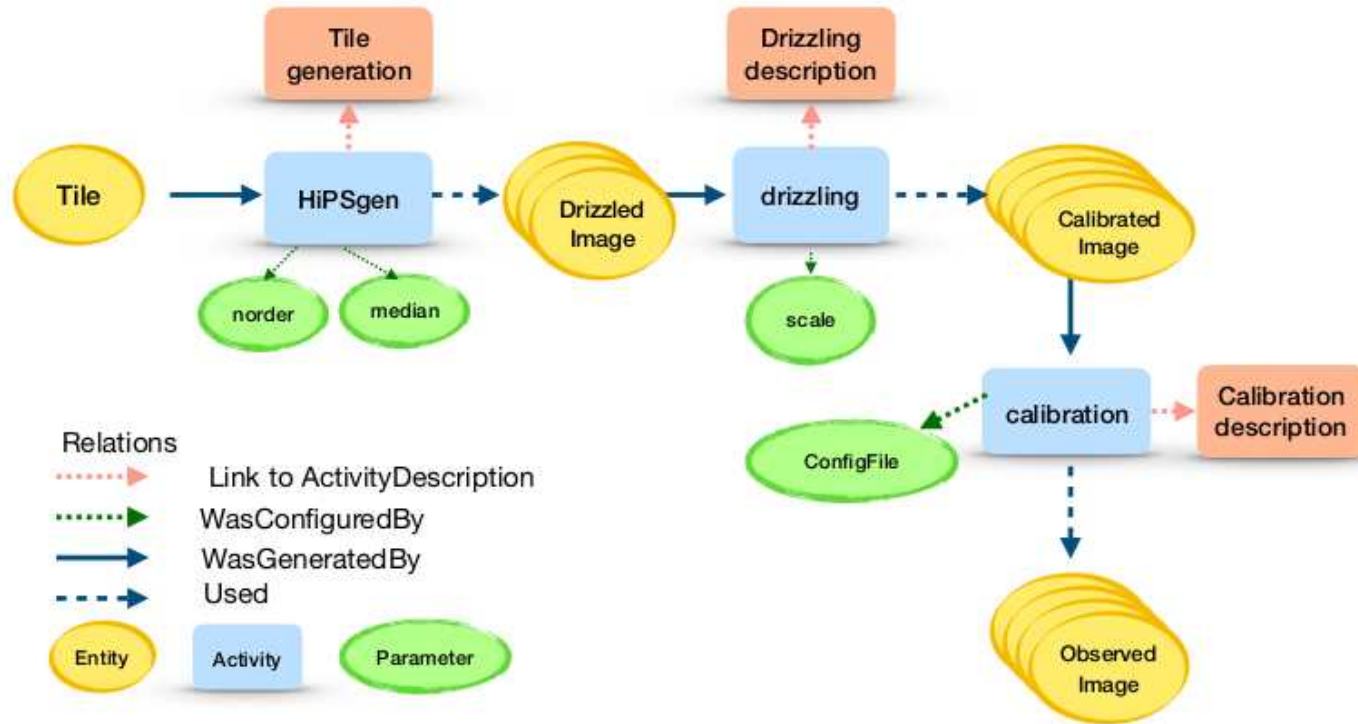 Tile
generation
Drizzling
description
Tile
HiPSgen
Drizzled
Image
drizzling
Calibrated
Image
norder
median
scale
calibration
Calibration
description
ConfigFile
Relations
Link to ActivityDescription
WasConfiguredBy
WasGeneratedBy
Used
Entity
Activity
Parameter
Observed
Image